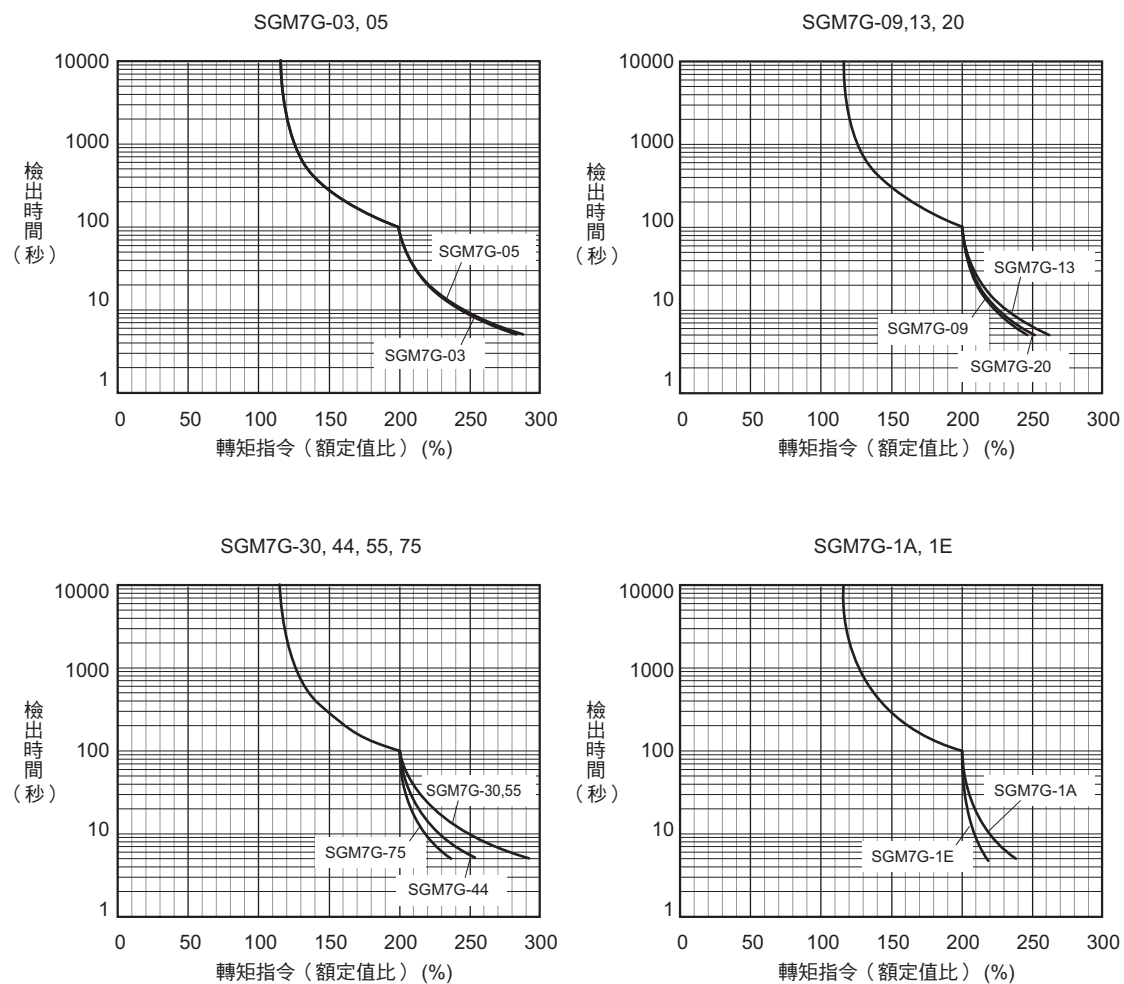 SGM7G-03, 05
10000
1000
100
10
1
檢出時間
（秒）
SGM7G-05
SGM7G-03
0 50 100 150 200 250 300
轉矩指令（額定值比）(%)
SGM7G-09,13, 20
10000
1000
100
10
1
檢出時間
（秒）
SGM7G-13
SGM7G-09
SGM7G-20
0 50 100 150 200 250 300
轉矩指令（額定值比）(%)
SGM7G-30, 44, 55, 75
10000
1000
100
10
1
檢出時間
（秒）
SGM7G-30,55
SGM7G-75
SGM7G-44
0 50 100 150 200 250 300
轉矩指令（額定值比）(%)
SGM7G-1A, 1E
10000
1000
100
10
1
檢出時間
（秒）
SGM7G-1A
SGM7G-1E
0 50 100 150 200 250 300
轉矩指令（額定值比）(%)